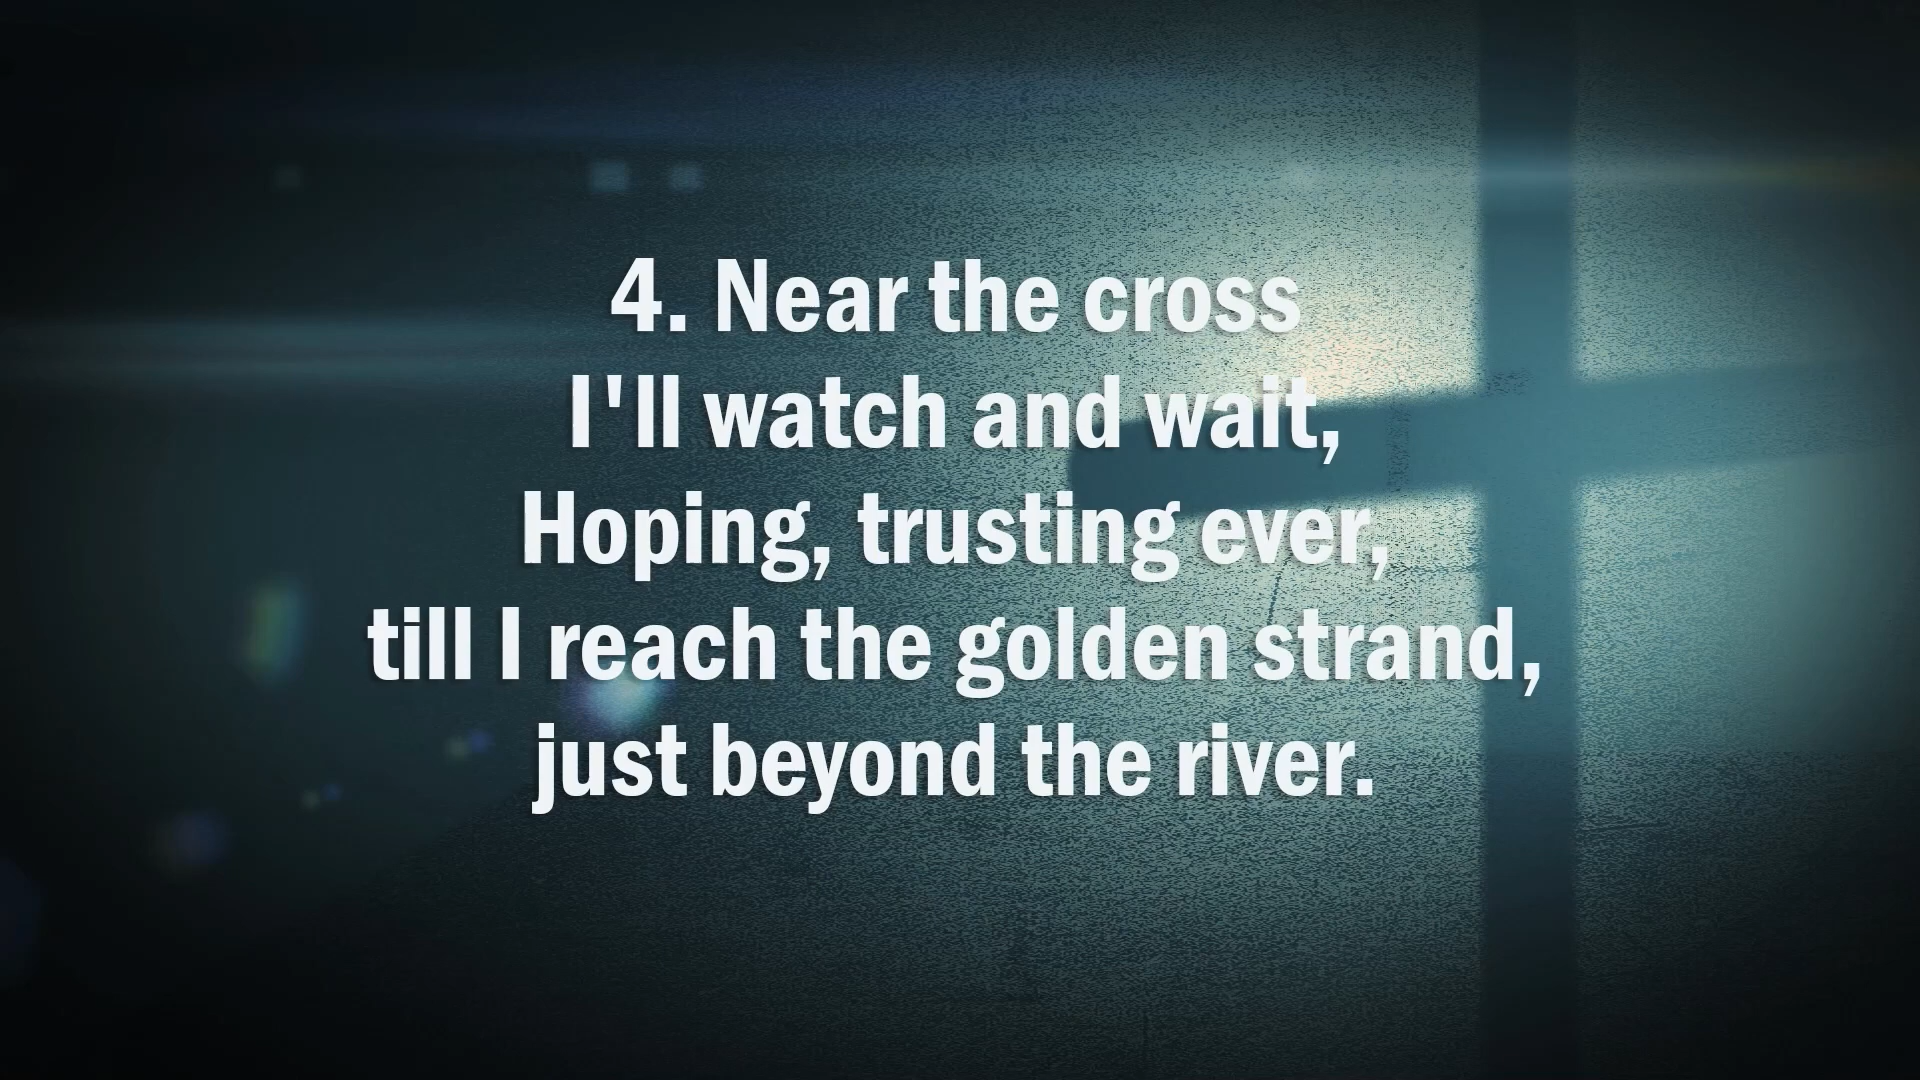 4. Near the cross
I'll watch and wait,
Hoping, trusting ever,
till I reach the golden strand,
just beyond the river.